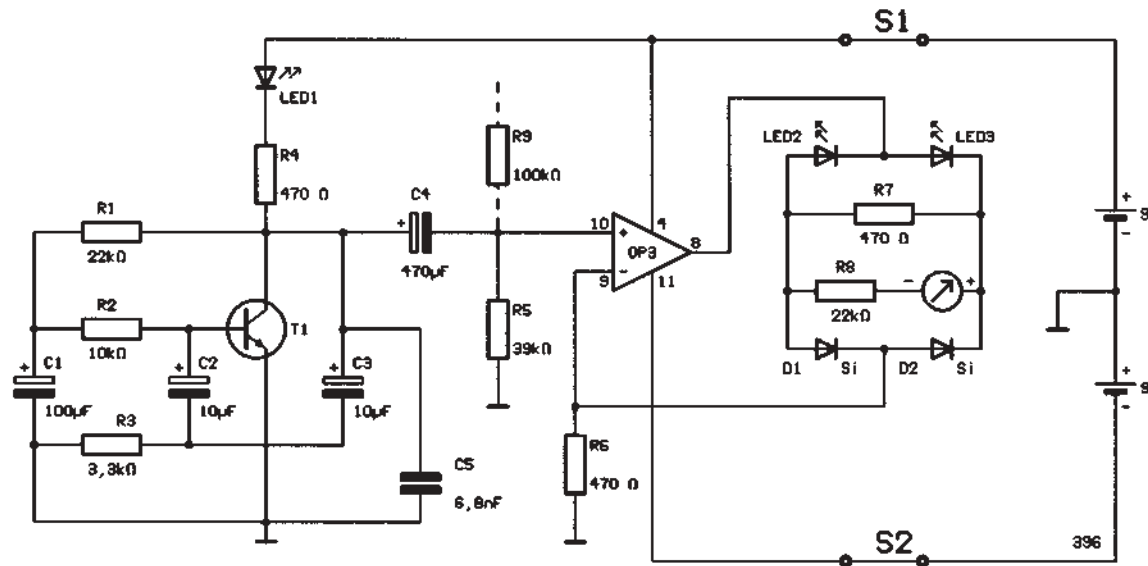 S1
LED1
R4
470 Ω
R9
100kΩ
LED2
LED3
R1
22kΩ
C4
+
470µF
10
+
4
OP3
8
-
9
11
R7
470 Ω
R8
22kΩ
-
+
+
-
R2
10kΩ
T1
R5
39kΩ
D1
Si
D2
Si
+
C1
100µF
+
C2
10µF
+
C3
10µF
+
-
R3
3,3kΩ
C5
6,8nF
R6
470 Ω
S2
396